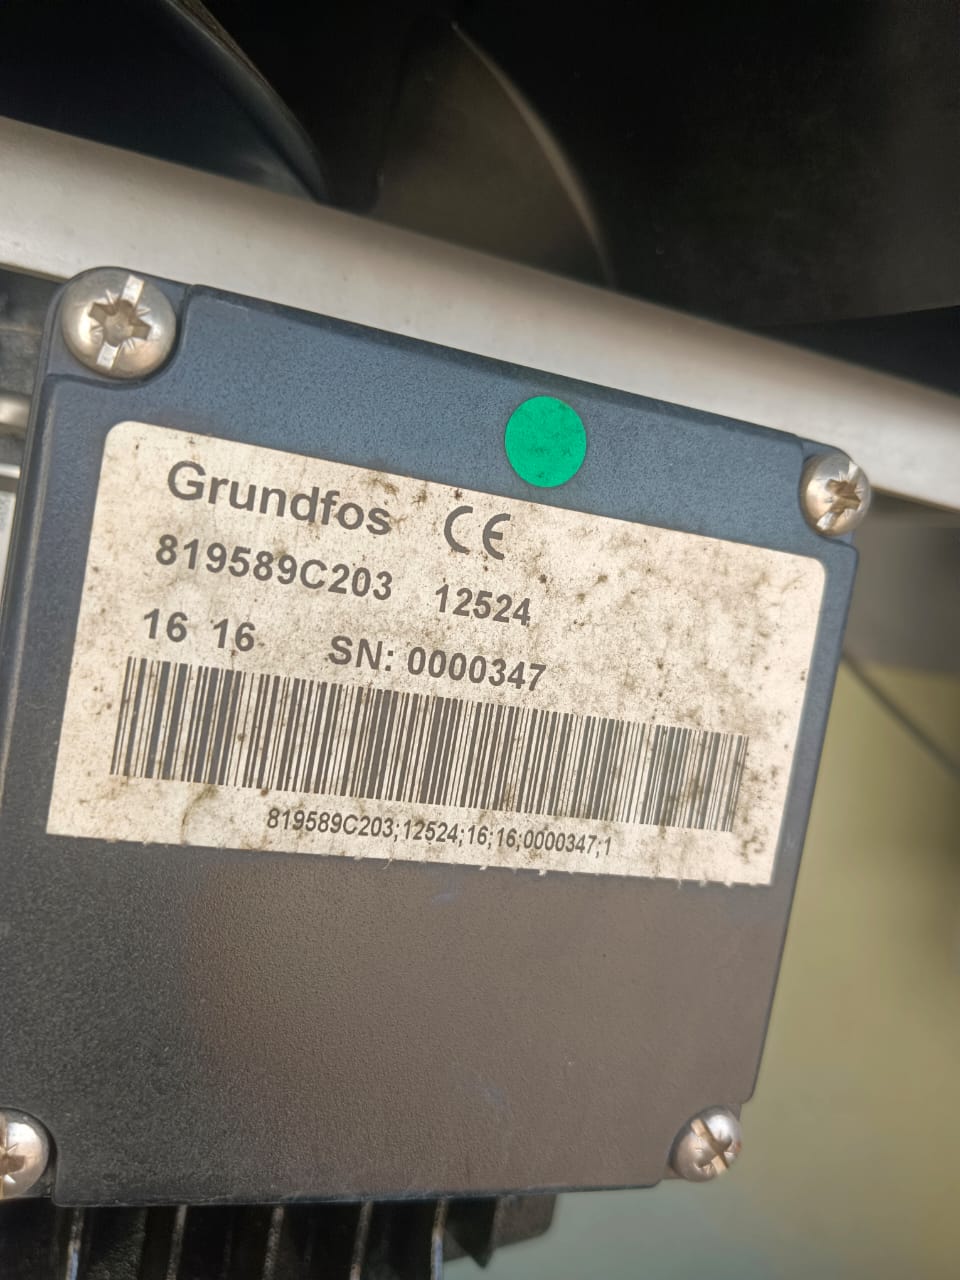 Grundfos CE
819589C203 12524
16 16 SN: 0000347
819589C203;12524;16;16;0000347;1